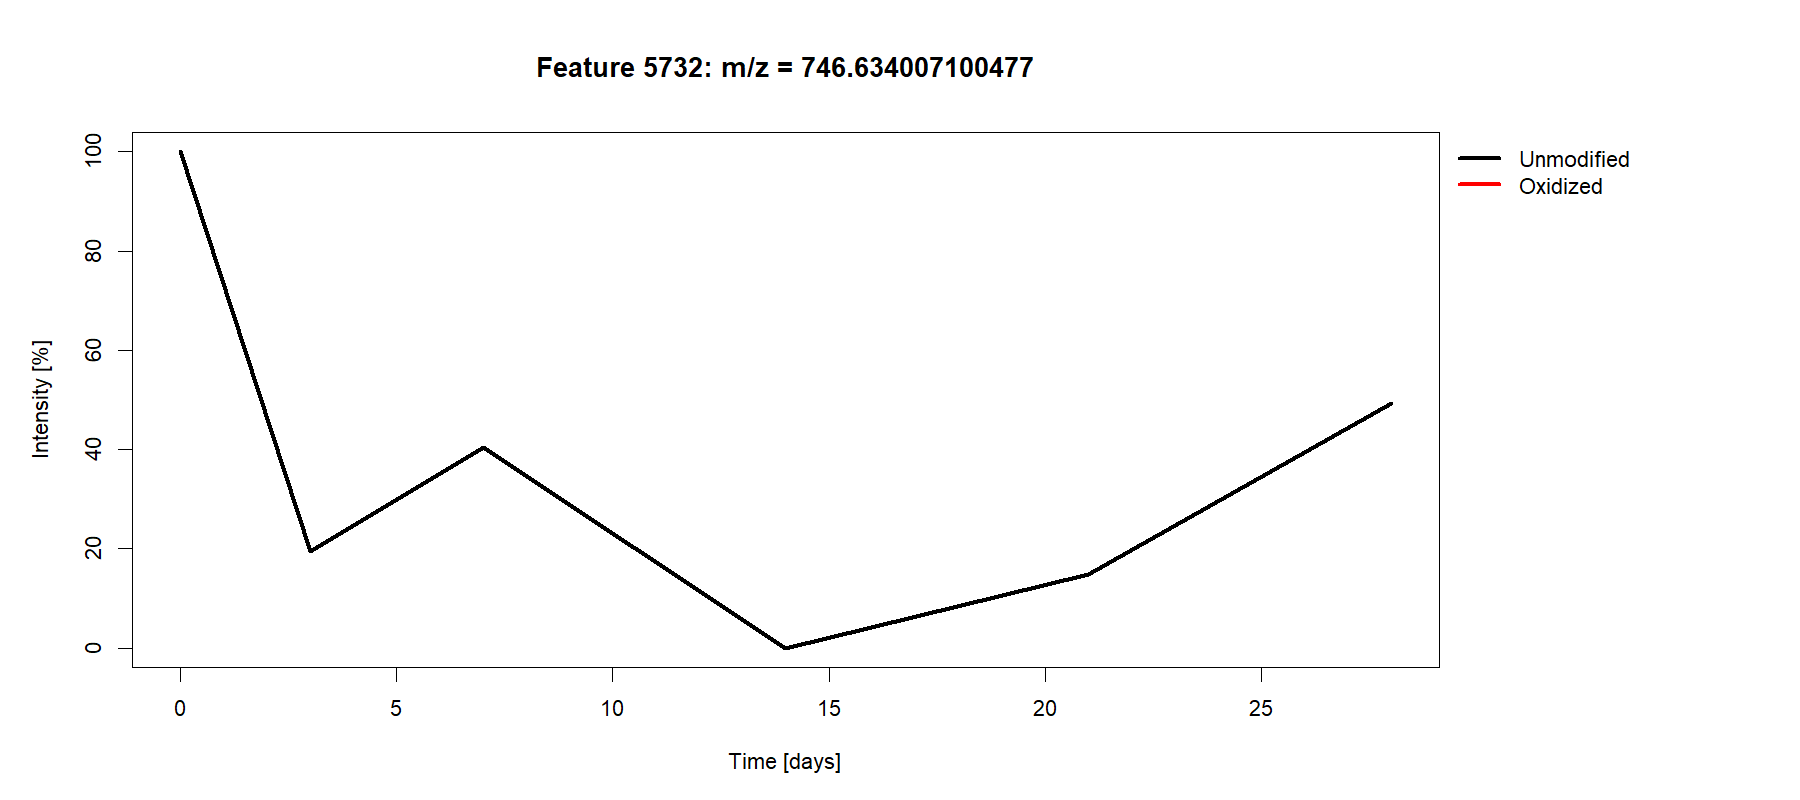 Feature 5732: m/z = 746.634007100477
Unmodified
Oxidized
Intensity [%]
100
80
60
40
20
0
0 5 10 15 20 25
Time [days]